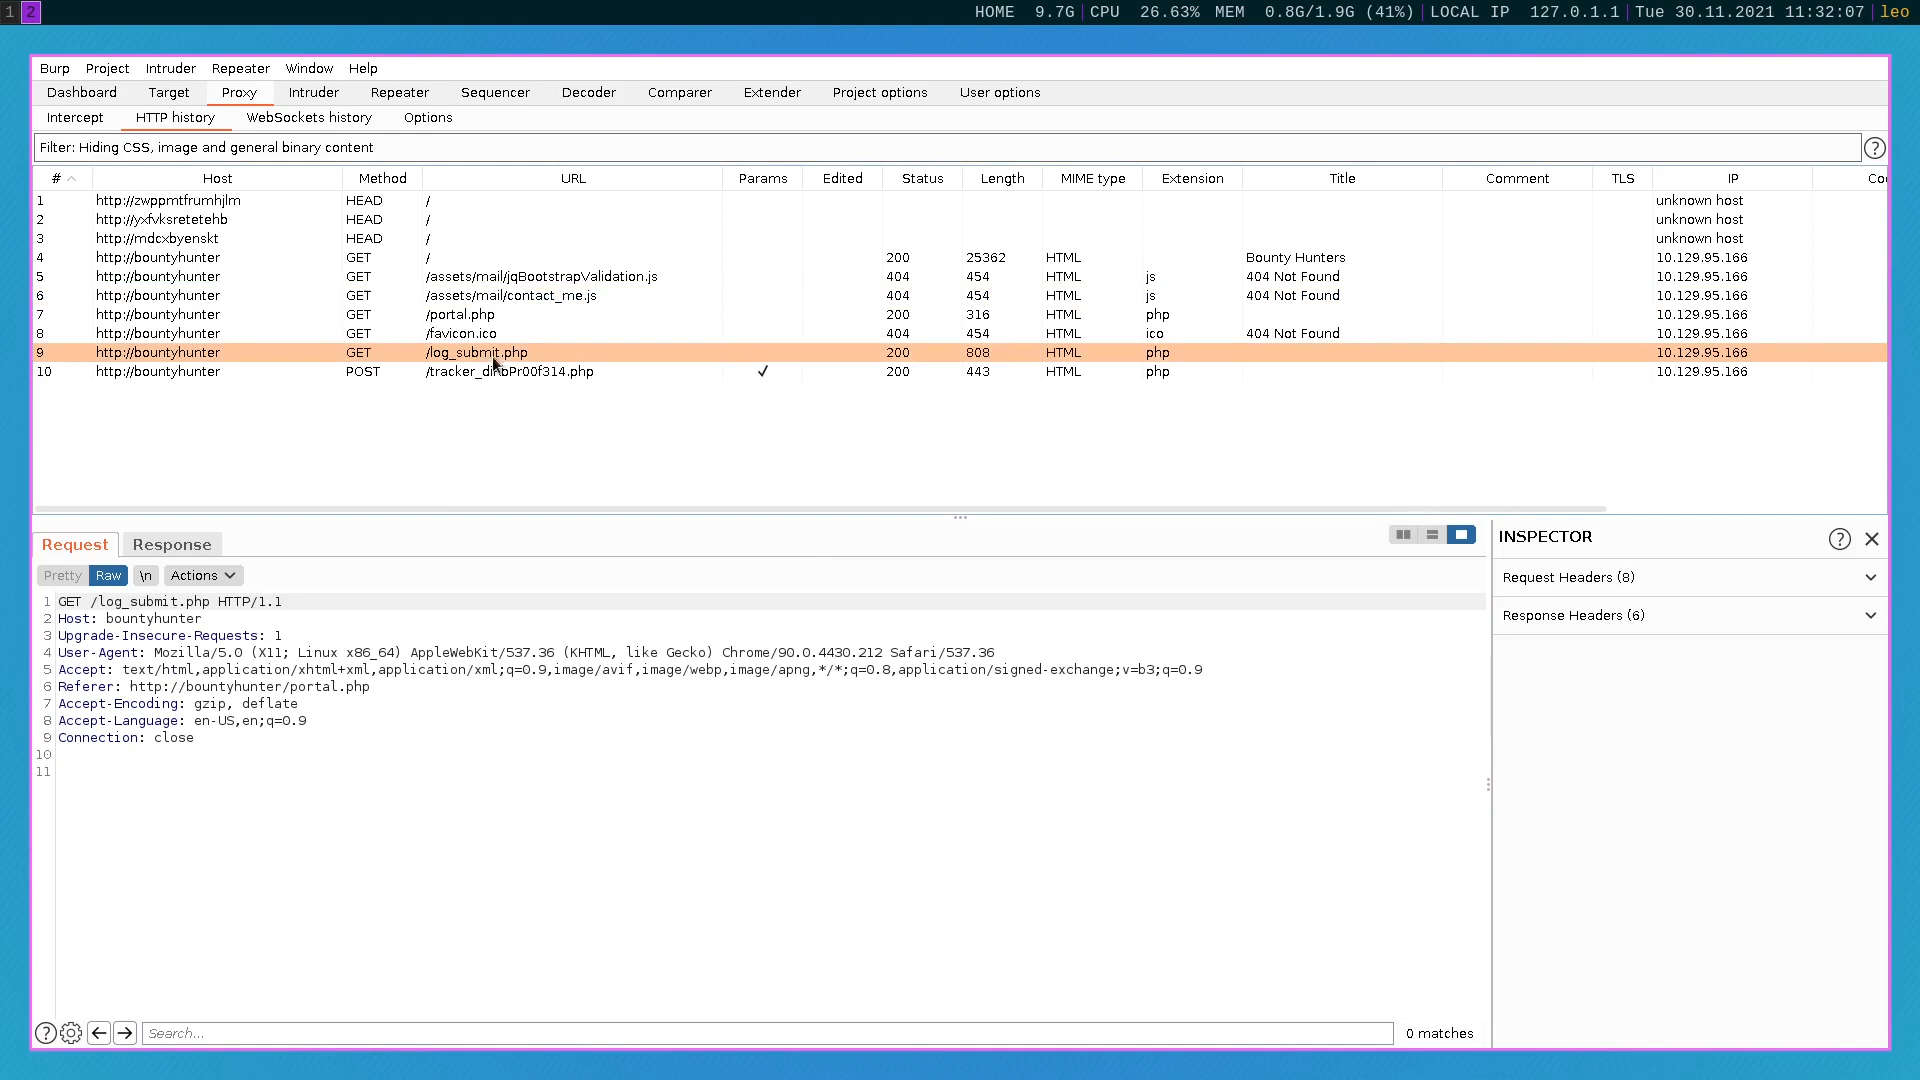 1 2 HOME 9.7G CPU 26.63% MEM 0.8G/1.9G (41%) LOCAL IP 127.0.1.1 Tue 30.11.2021 11:32:07 leo
Burp Project Intruder Repeater Window Help
Dashboard Target Proxy Intruder Repeater Sequencer Decoder Comparer Extender Project options User options
Intercept HTTP history WebSockets history Options
Filter: Hiding CSS, image and general binary content ?
# Host Method URL Params Edited Status Length MIME type Extension Title Comment TLS IP
1 http://zwppmtfrumhjlm HEAD / unknown host
2 http://yxfvksretetehb HEAD / unknown host
3 http://mdcxbyenskt HEAD / unknown host
4 http://bountyhunter GET / 200 25362 HTML Bounty Hunters 10.129.95.166
5 http://bountyhunter GET /assets/mail/jqBootstrapValidation.js 404 454 HTML js 404 Not Found 10.129.95.166
6 http://bountyhunter GET /assets/mail/contact_me.js 404 454 HTML js 404 Not Found 10.129.95.166
7 http://bountyhunter GET /portal.php 200 316 HTML php 10.129.95.166
8 http://bountyhunter GET /favicon.ico 404 454 HTML ico 404 Not Found 10.129.95.166
9 http://bountyhunter GET /log_submit.php 200 808 HTML php 10.129.95.166
10 http://bountyhunter POST ✓ 200 443 HTML php 10.129.95.166
Request Response
Pretty Raw \n Actions
1 GET /log_submit.php HTTP/1.1
2 Host: bountyhunter
3 Upgrade-Insecure-Requests: 1
4 User-Agent: Mozilla/5.0 (X11; Linux x86_64) AppleWebKit/537.36 (KHTML, like Gecko) Chrome/90.0.4430.212 Safari/537.36
5 Accept: text/html,application/xhtml+xml,application/xml;q=0.9,image/avif,image/webp,image/apng,*/*;q=0.8,application/signed-exchange;v=b3;q=0.9
6 Referer: http://bountyhunter/portal.php
7 Accept-Encoding: gzip, deflate
8 Accept-Language: en-US,en;q=0.9
9 Connection: close
10
11
INSPECTOR ?
Request Headers (8)
Response Headers (6)
? Search... 0 matches